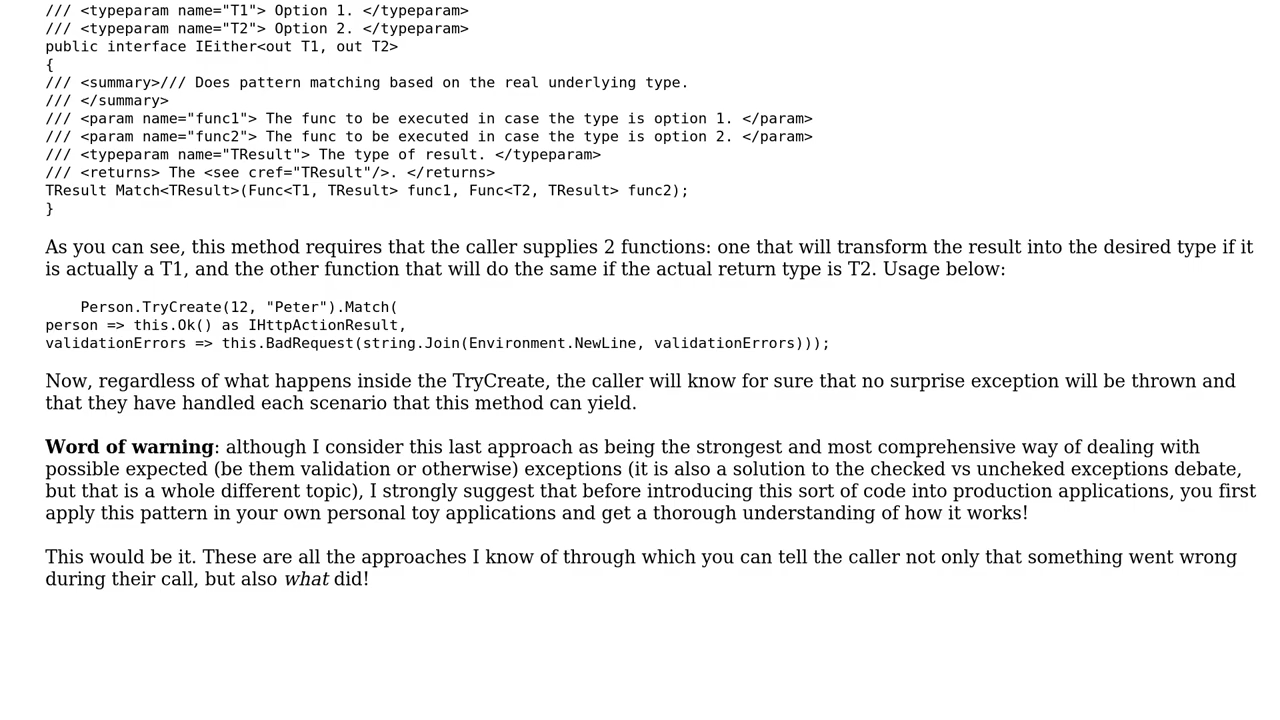 /// <typeparam name="T1"> Option 1. </typeparam>
/// <typeparam name="T2"> Option 2. </typeparam>
public interface IEither<out T1, out T2>
{
/// <summary>/// Does pattern matching based on the real underlying type.
/// </summary>
/// <param name="func1"> The func to be executed in case the type is option 1. </param>
/// <param name="func2"> The func to be executed in case the type is option 2. </param>
/// <typeparam name="TResult"> The type of result. </typeparam>
/// <returns> The <see cref="TResult"/>. </returns>
TResult Match<TResult>(Func<T1, TResult> func1, Func<T2, TResult> func2);
}
As you can see, this method requires that the caller supplies 2 functions: one that will transform the result into the desired type if it
is actually a T1, and the other function that will do the same if the actual return type is T2. Usage below:
Person.TryCreate(12, "Peter").Match(
person => this.Ok() as IHttpActionResult,
validationErrors => this.BadRequest(string.Join(Environment.NewLine, validationErrors)));
Now, regardless of what happens inside the TryCreate, the caller will know for sure that no surprise exception will be thrown and
that they have handled each scenario that this method can yield.
Word of warning: although I consider this last approach as being the strongest and most comprehensive way of dealing with
possible expected (be them validation or otherwise) exceptions (it is also a solution to the checked vs uncheked exceptions debate,
but that is a whole different topic), I strongly suggest that before introducing this sort of code into production applications, you first
apply this pattern in your own personal toy applications and get a thorough understanding of how it works!
This would be it. These are all the approaches I know of through which you can tell the caller not only that something went wrong
during their call, but also what did!